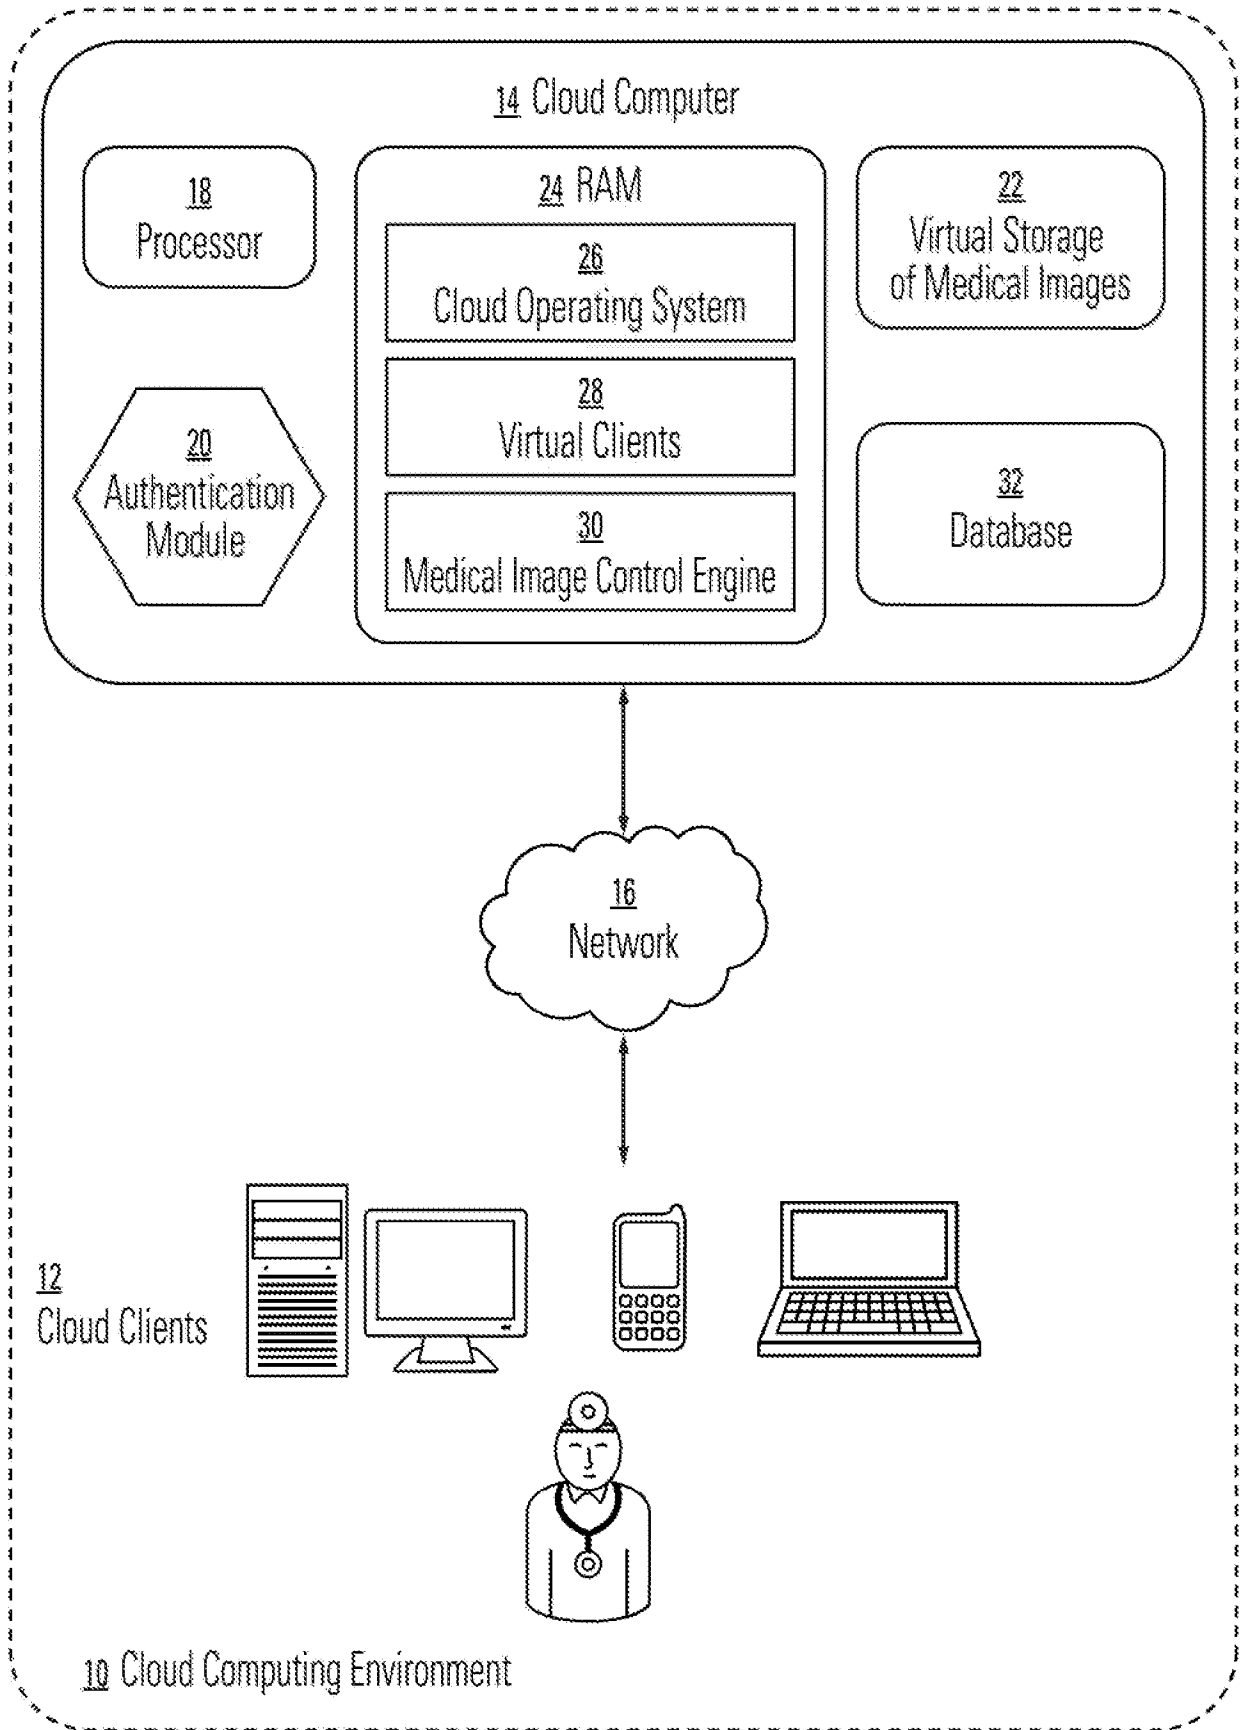 14 Cloud Computer
18
Processor
24 RAM
26
Cloud Operating System
28
Virtual Clients
30
Medical Image Control Engine
22
Virtual Storage
of Medical Images
20
Authentication
Module
32
Database
16
Network
12
Cloud Clients
10 Cloud Computing Environment